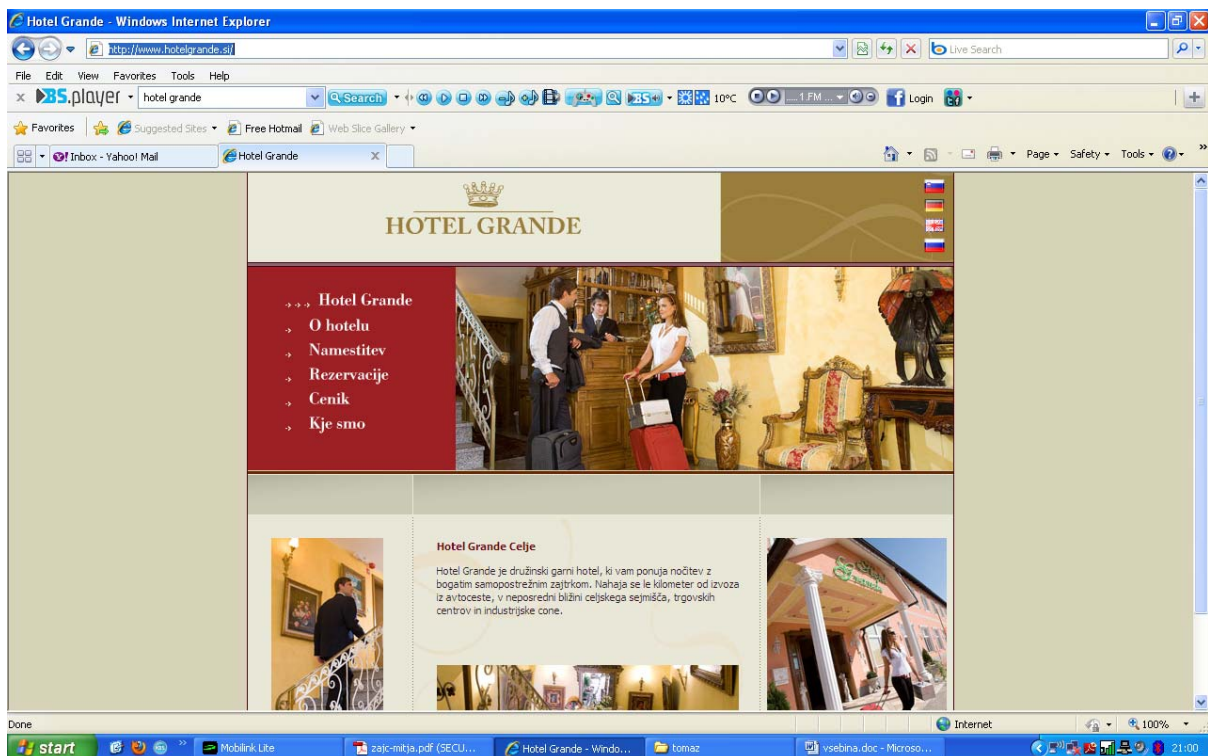 Hotel Grande - Windows Internet Explorer
http://www.hotelgrande.si/
Live Search
File Edit View Favorites Tools Help
x BS.player hotel grande Search BS 10°C ....1.FM ... Login
Favorites Suggested Sites Free Hotmail Web Slice Gallery
Inbox - Yahoo! Mail Hotel Grande x Page Safety Tools »
HOTEL GRANDE
Hotel Grande
O hotelu
Namestitev
Rezervacije
Cenik
Kje smo
Hotel Grande Celje
Hotel Grande je družinski garni hotel, ki vam ponuja nočitev z
bogatim samopostrežnim zajtrkom. Nahaja se le kilometer od izvoza
iz avtoceste, v neposredni bližini celjskega sejmišča, trgovskih
centrov in industrijske cone.
Done Internet 100%
start » Mobilink Lite zajc-mitja.pdf (SECU... Hotel Grande - Windo... tomaz vsebina.doc - Microso... 21:00